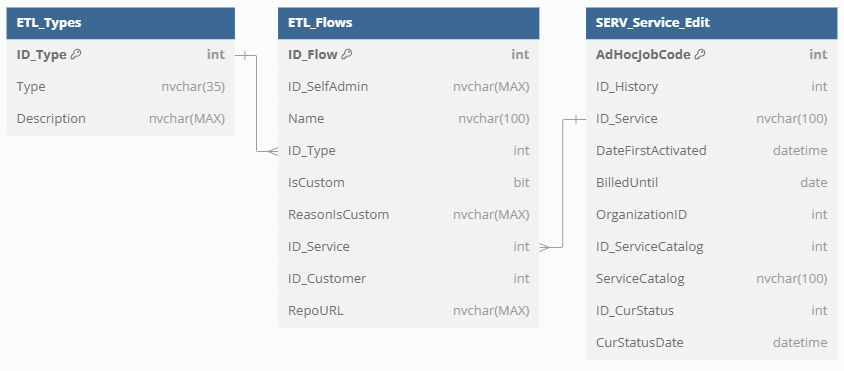 ETL_Types
ID_Type int
Type nvchar(35)
Description nvchar(MAX)
ETL_Flows
ID_Flow int
ID_SelfAdmin nvchar(MAX)
Name nvchar(100)
ID_Type int
IsCustom bit
ReasonIsCustom nvchar(MAX)
ID_Service int
ID_Customer int
RepoURL nvchar(MAX)
SERV_Service_Edit
AdHocJobCode int
ID_History int
ID_Service nvchar(100)
DateFirstActivated datetime
BilledUntil date
OrganizationID int
ID_ServiceCatalog int
ServiceCatalog nvchar(100)
ID_CurStatus int
CurStatusDate datetime